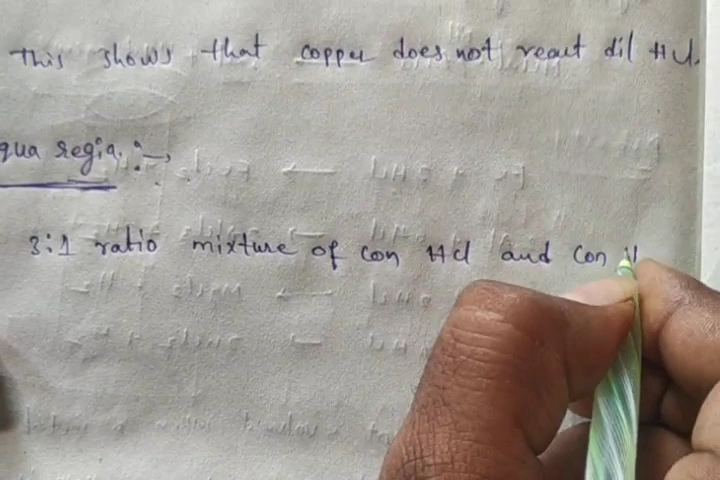 This shows that copper does not react dil HCl.
qua regia :-
3:1 ratio mixture of con HCl and con H